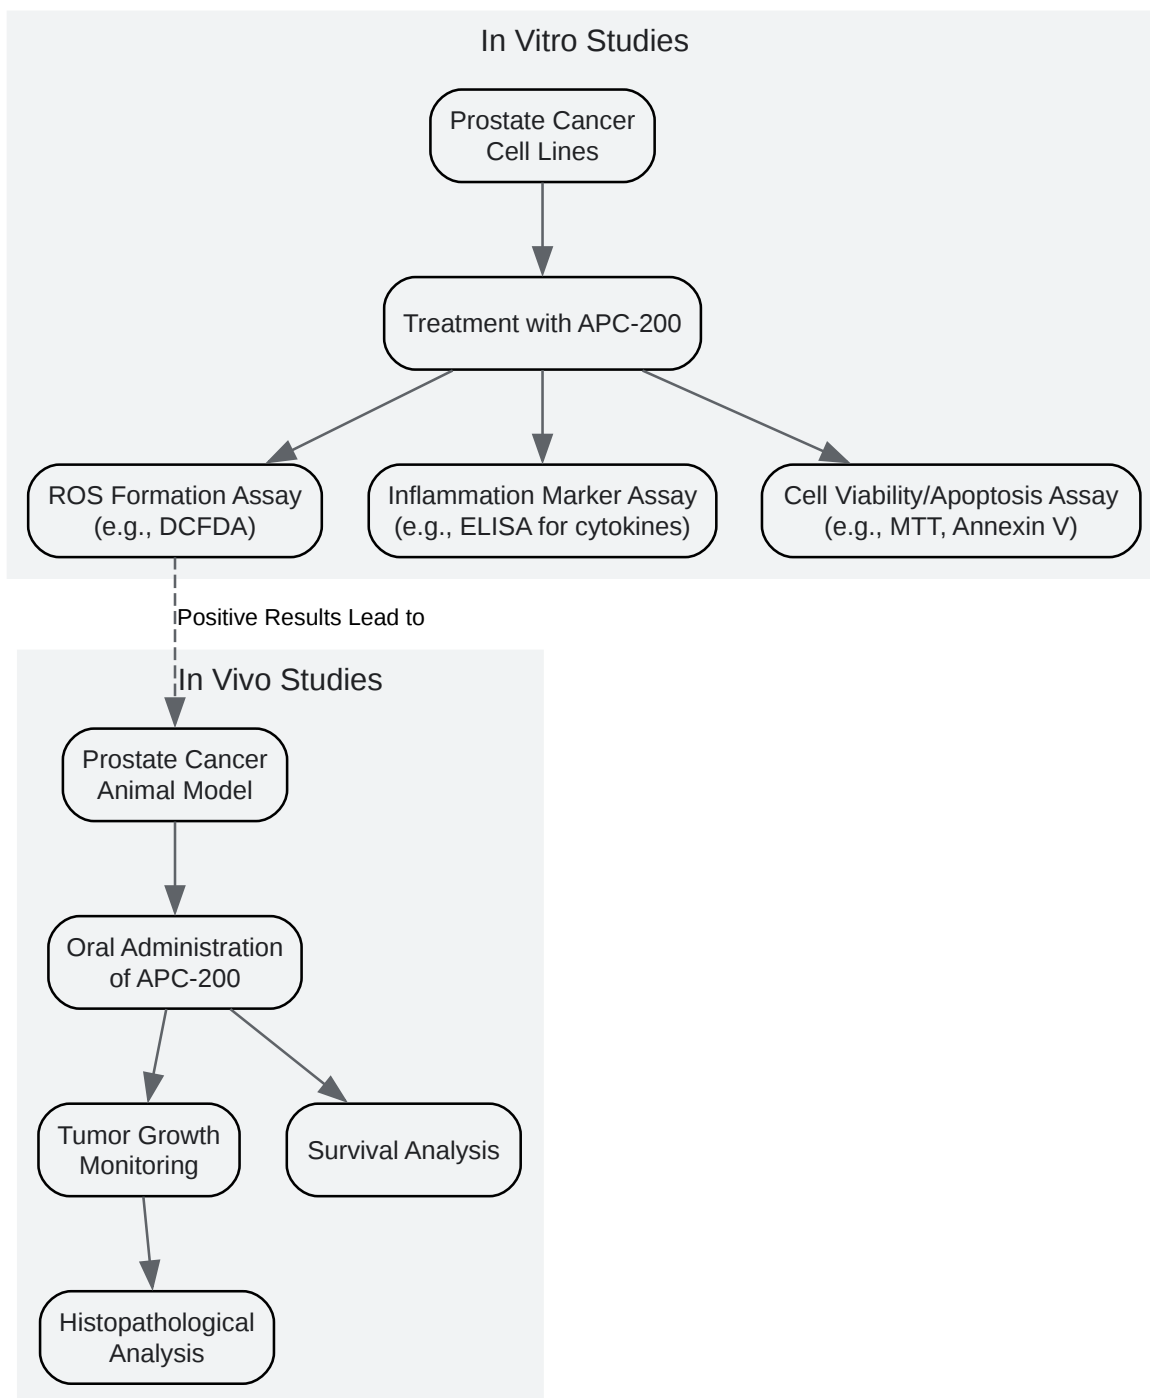 In Vitro Studies
Prostate Cancer
Cell Lines
Treatment with APC-200
ROS Formation Assay
(e.g., DCFDA)
Inflammation Marker Assay
(e.g., ELISA for cytokines)
Cell Viability/Apoptosis Assay
(e.g., MTT, Annexin V)
Positive Results Lead to
In Vivo Studies
Prostate Cancer
Animal Model
Oral Administration
of APC-200
Tumor Growth
Monitoring
Survival Analysis
Histopathological
Analysis